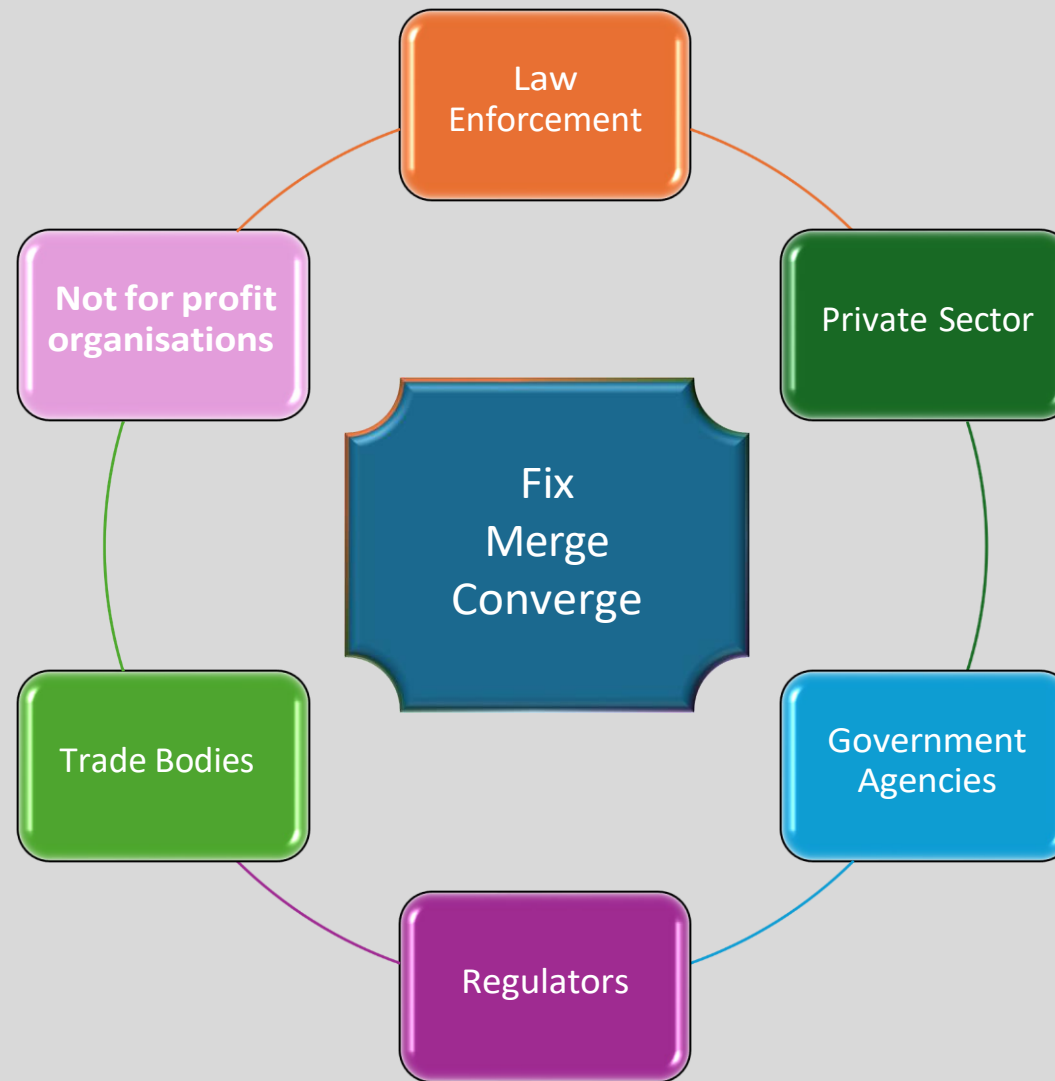 Law
Enforcement
Not for profit
organisations
Private Sector
Fix
Merge
Converge
Trade Bodies
Government
Agencies
Regulators